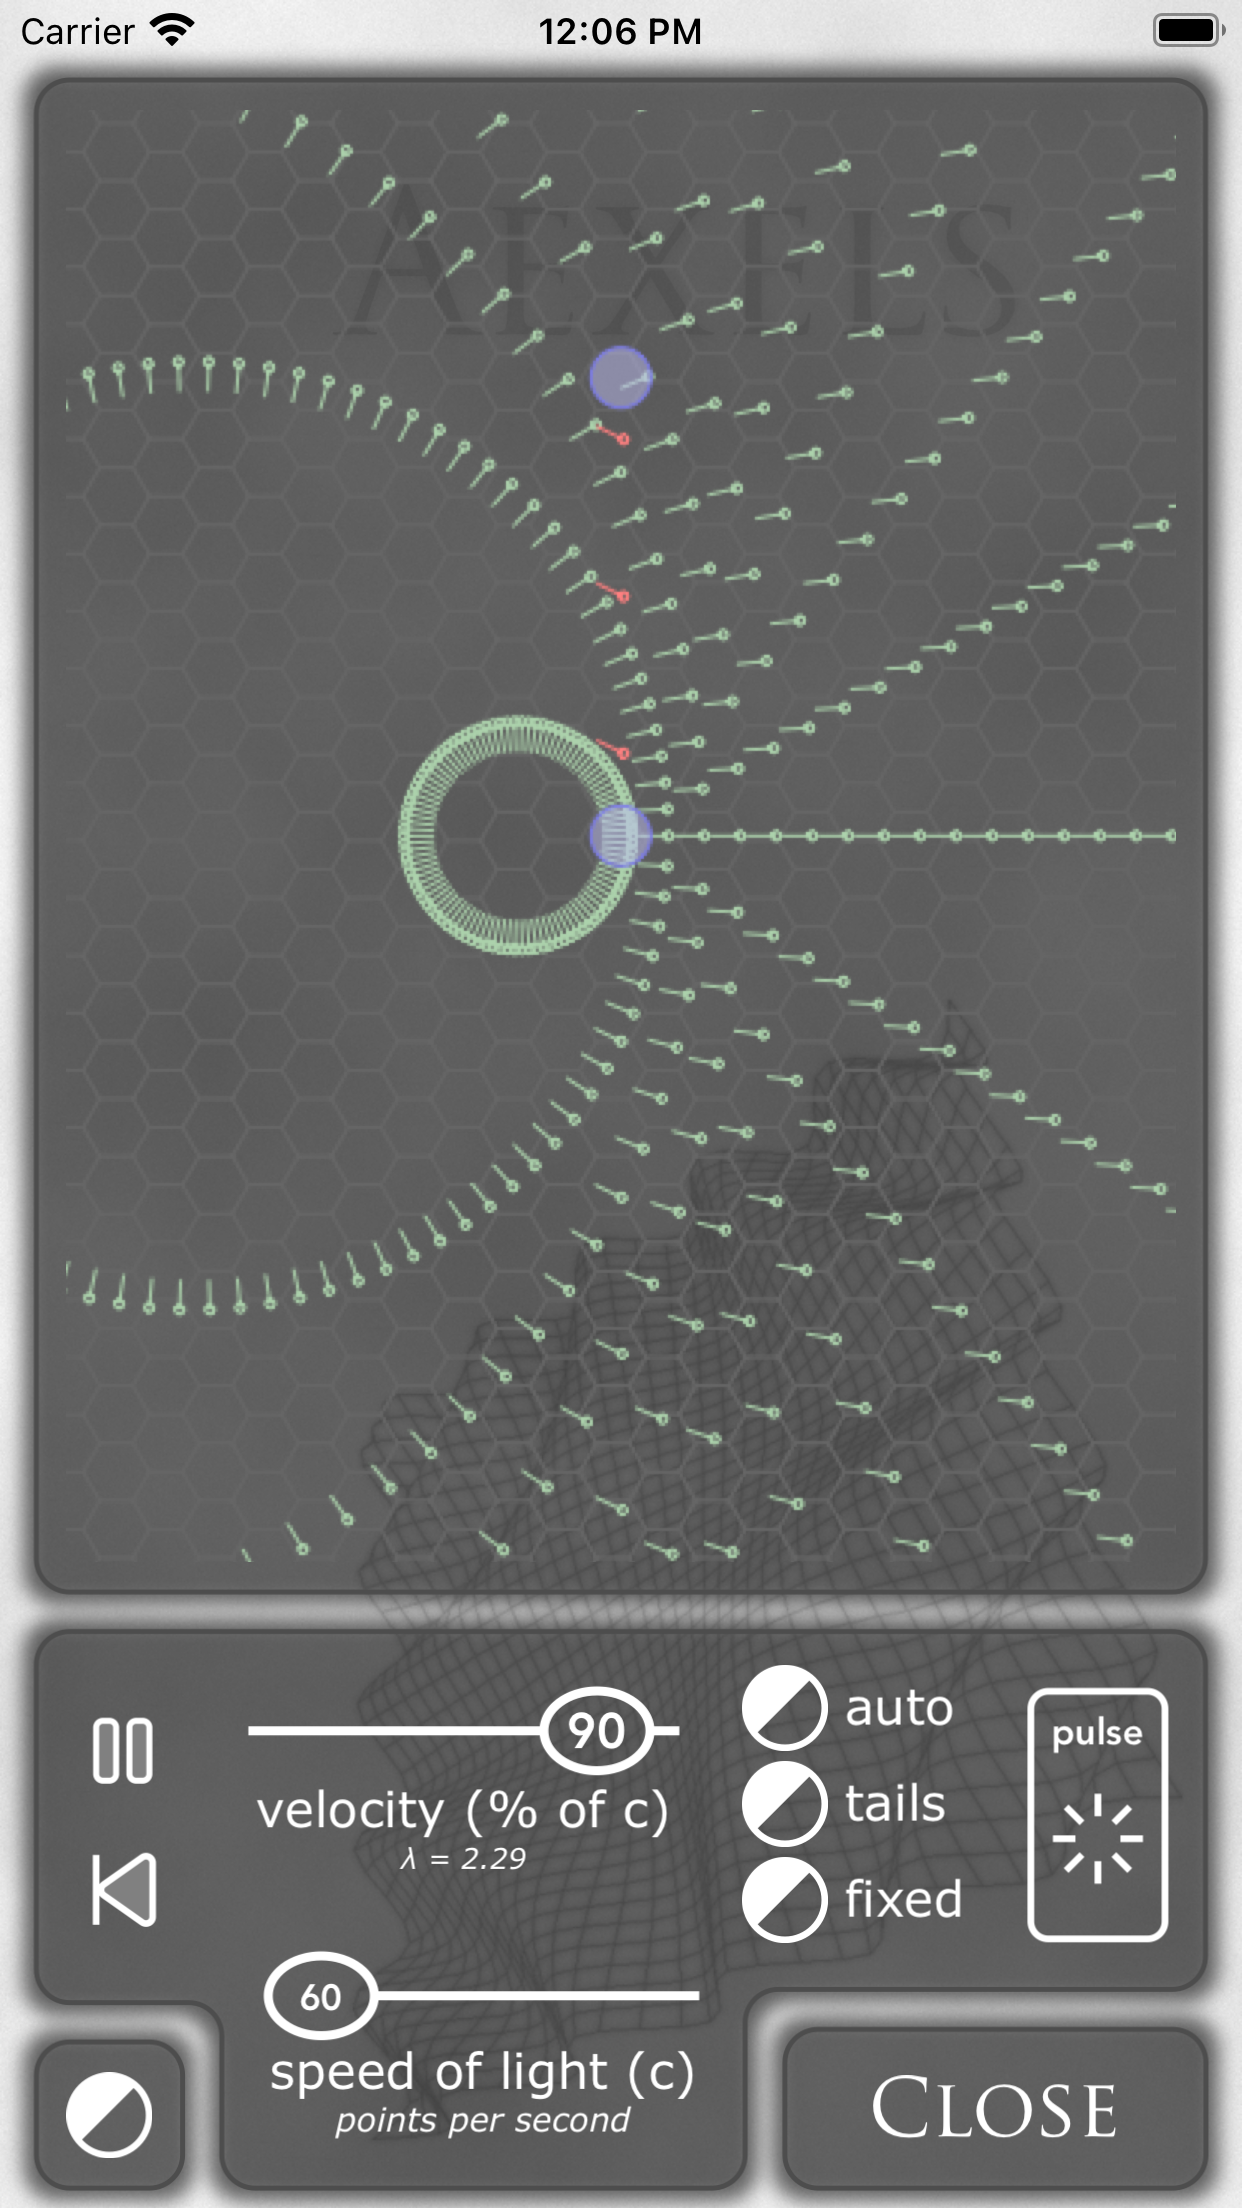 Carrier 12:06 PM
AEXELS
90
velocity (% of c)
λ = 2.29
auto
tails
fixed
pulse
60
speed of light (c)
points per second
CLOSE